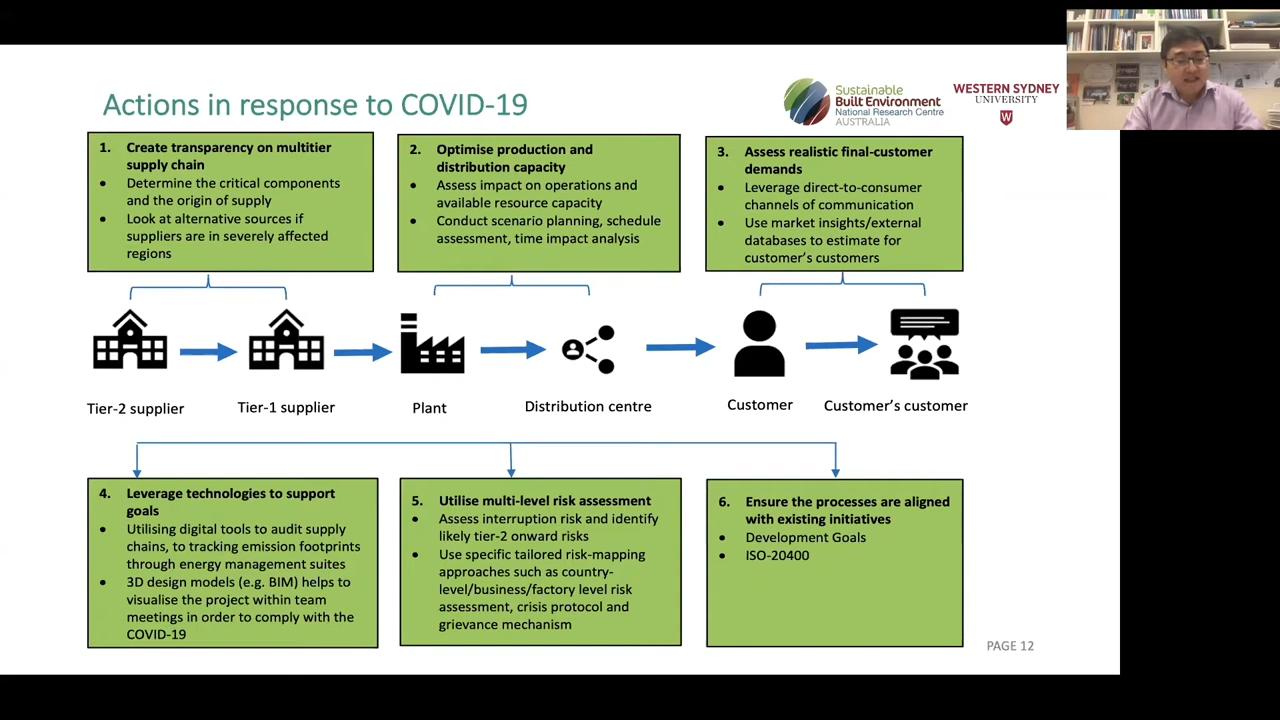 Actions in response to COVID-19
Sustainable
Built Environment
National Research Centre
AUSTRALIA
WESTERN SYDNEY
UNIVERSITY
W
1. Create transparency on multitier
supply chain
• Determine the critical components
and the origin of supply
• Look at alternative sources if
suppliers are in severely affected
regions
2. Optimise production and
distribution capacity
• Assess impact on operations and
available resource capacity
• Conduct scenario planning, schedule
assessment, time impact analysis
3. Assess realistic final-customer
demands
• Leverage direct-to-consumer
channels of communication
• Use market insights/external
databases to estimate for
customer's customers
Tier-2 supplier
Tier-1 supplier
Plant
Distribution centre
Customer
Customer's customer
4. Leverage technologies to support
goals
• Utilising digital tools to audit supply
chains, to tracking emission footprints
through energy management suites
• 3D design models (e.g. BIM) helps to
visualise the project within team
meetings in order to comply with the
COVID-19
5. Utilise multi-level risk assessment
• Assess interruption risk and identify
likely tier-2 onward risks
• Use specific tailored risk-mapping
approaches such as country-
level/business/factory level risk
assessment, crisis protocol and
grievance mechanism
6. Ensure the processes are aligned
with existing initiatives
• Development Goals
• ISO-20400
PAGE 12